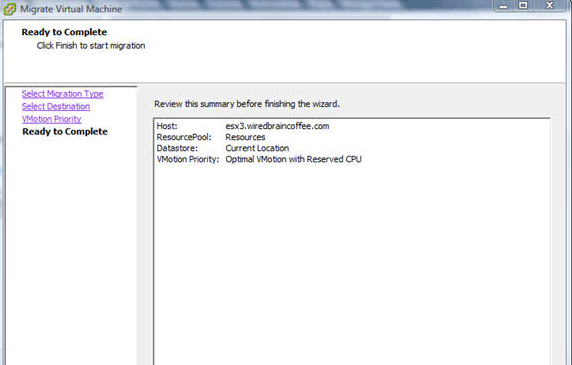 Migrate Virtual Machine
Ready to Complete
Click Finish to start migration
Select Migration Type
Select Destination
VMotion Priority
Ready to Complete
Review this summary before finishing the wizard.
Host: esx3.wiredbraincoffee.com
ResourcePool: Resources
Datastore: Current Location
VMotion Priority: Optimal VMotion with Reserved CPU